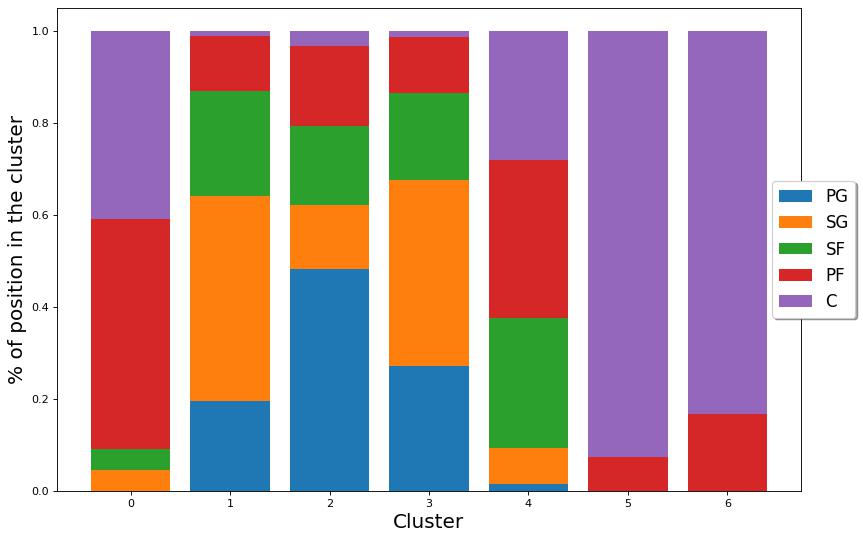 % of position in the cluster
1.0
0.8
0.6
0.4
0.2
0.0
0 1 2 3 4 5 6
Cluster
PG
SG
SF
PF
C